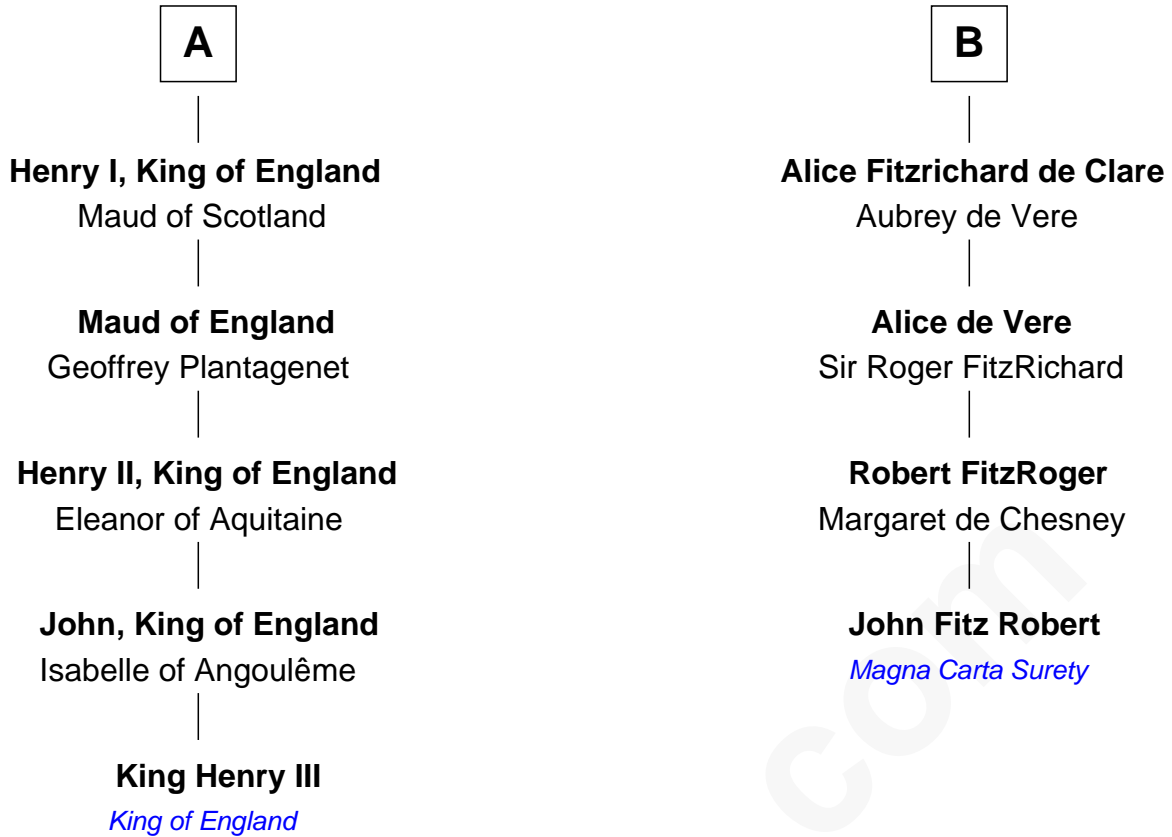 A
Henry I, King of England
Maud of Scotland
Maud of England
Geoffrey Plantagenet
Henry II, King of England
Eleanor of Aquitaine
John, King of England
Isabelle of Angoulême
King Henry III
King of England
B
Alice Fitzrichard de Clare
Aubrey de Vere
Alice de Vere
Sir Roger FitzRichard
Robert FitzRoger
Margaret de Chesney
John Fitz Robert
Magna Carta Surety
com